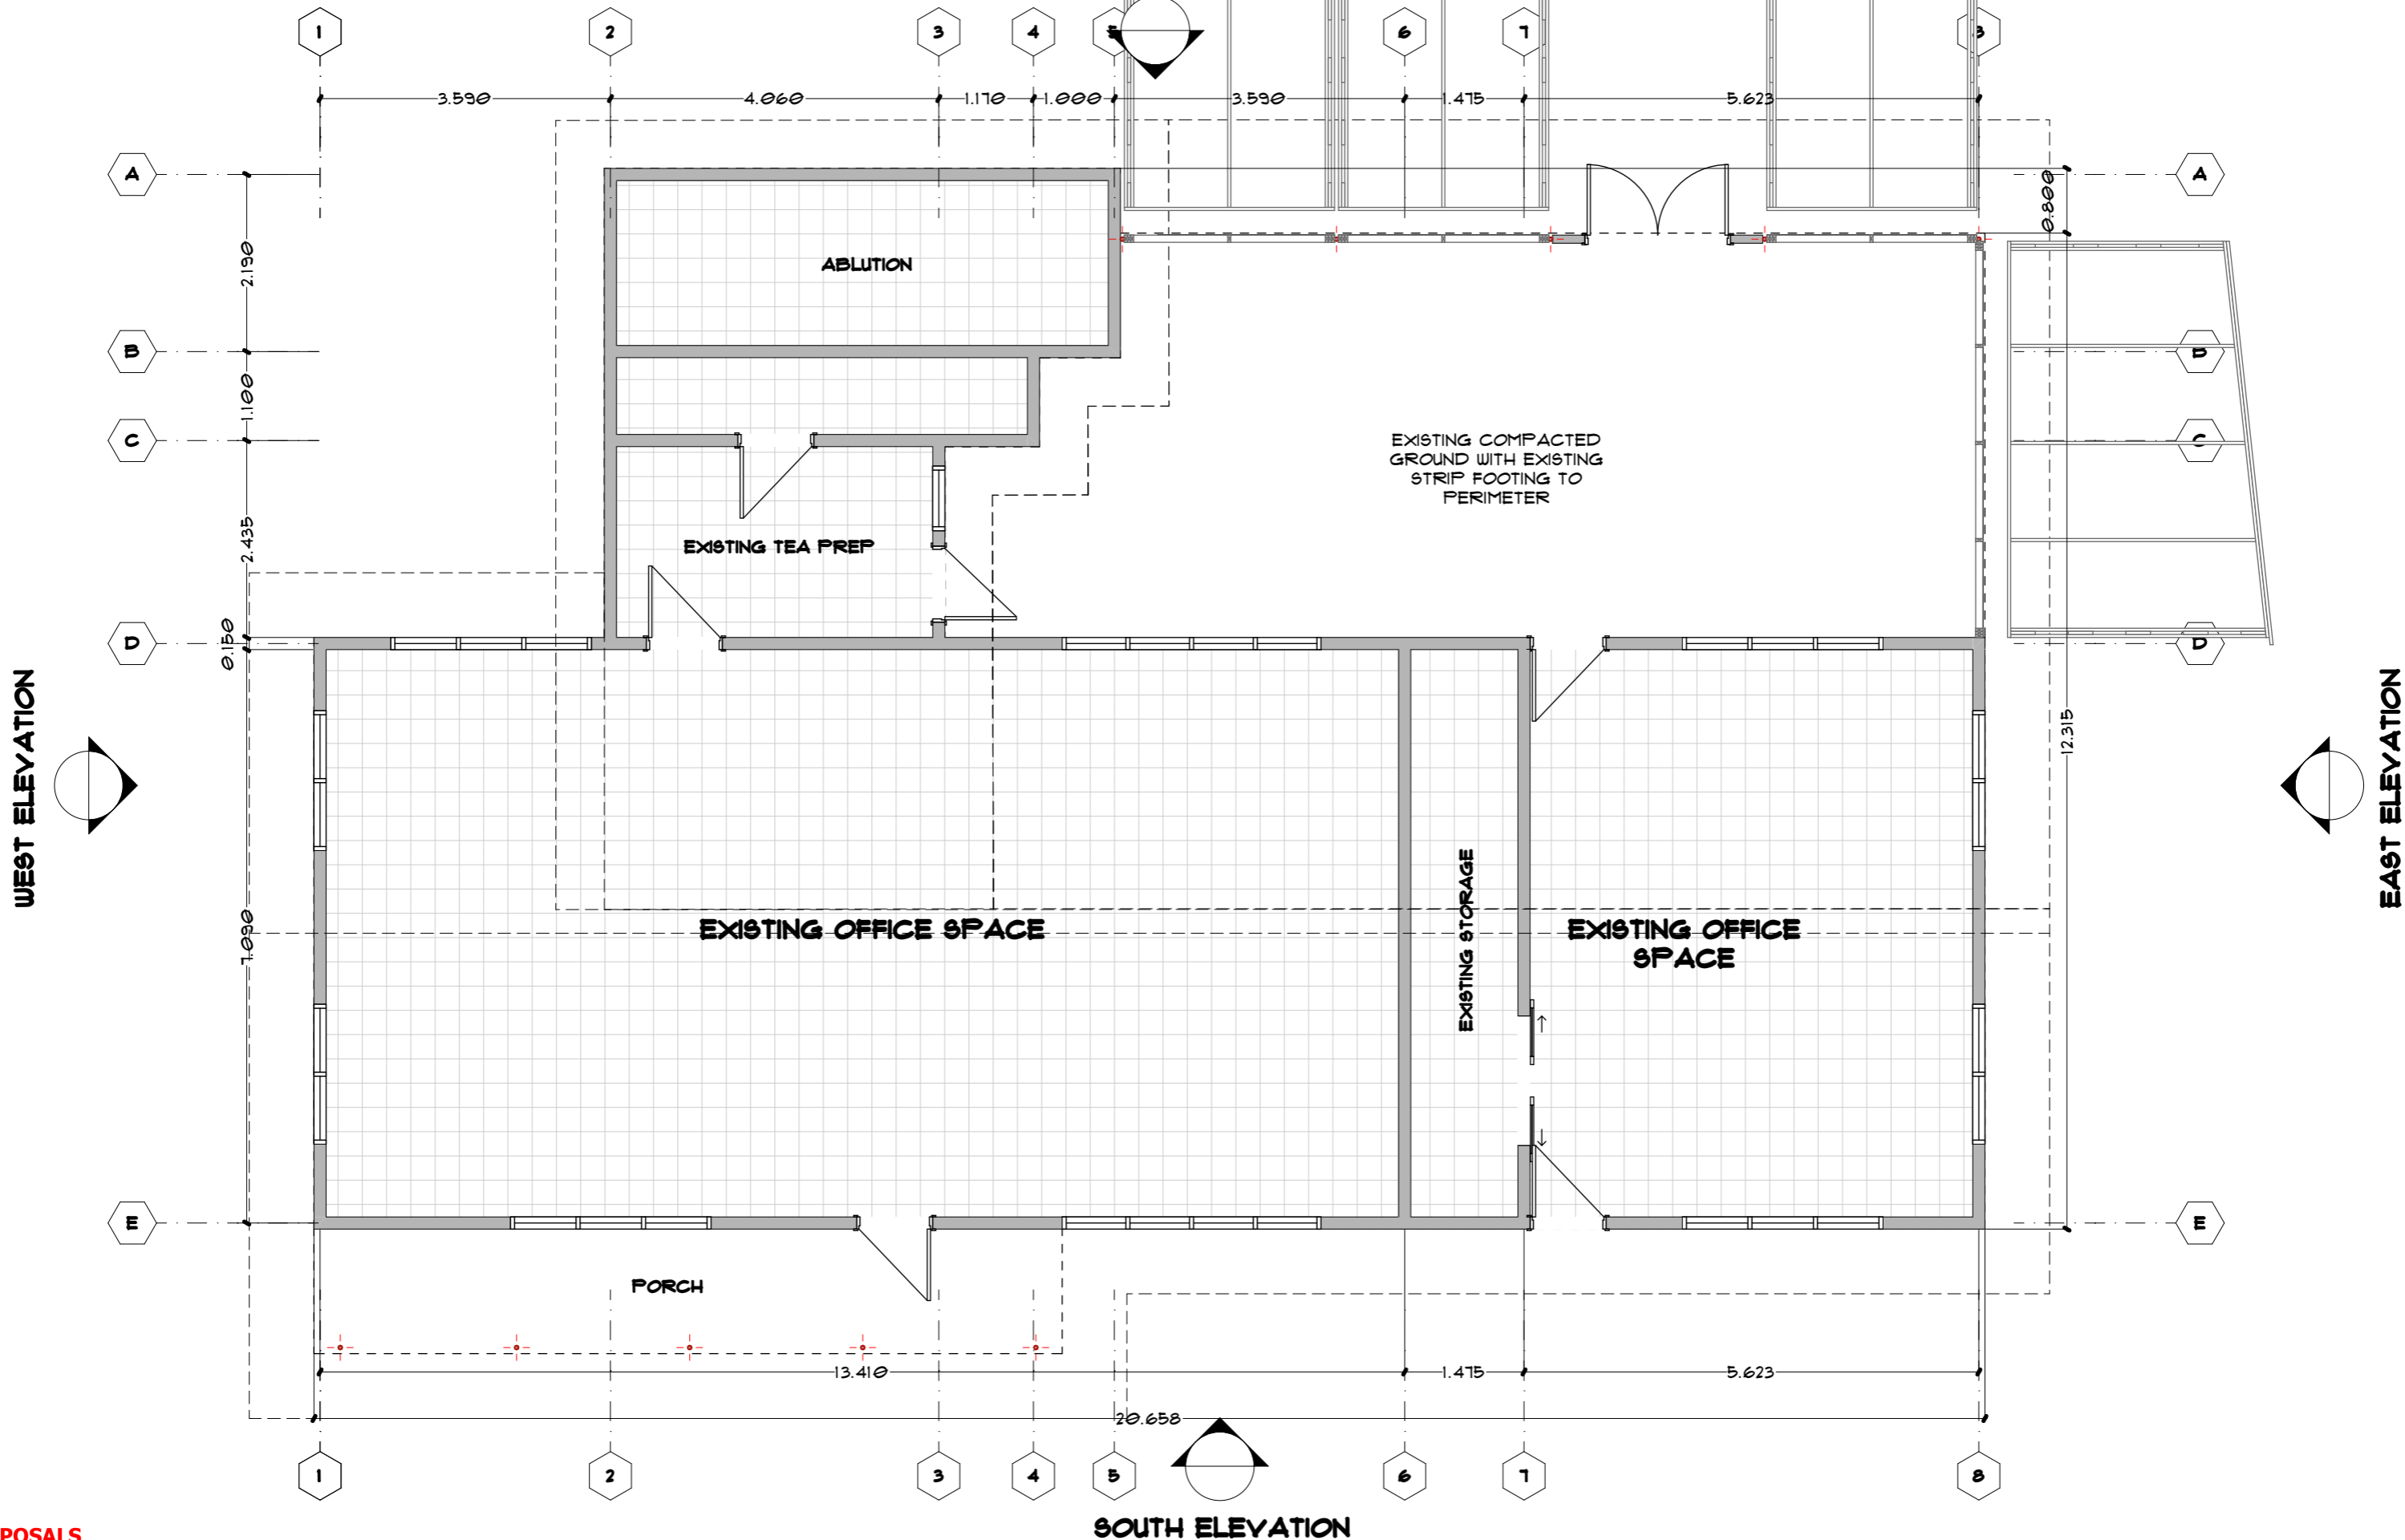 1 2 3 4 5 6 7 8
3.590 4.060 1.170 1.000 3.590 1.475 5.623
A A
0.800
2.190
ABLUTION
B B
1.100
C C
EXISTING COMPACTED
GROUND WITH EXISTING
STRIP FOOTING TO
PERIMETER
2.435
EXISTING TEA PREP
0.150
D D
WEST ELEVATION
EAST ELEVATION
12.315
7.090
EXISTING OFFICE SPACE
EXISTING STORAGE
EXISTING OFFICE
SPACE
E E
PORCH
13.410 1.475 5.623
20.658
1 2 3 4 5 6 7 8
SOUTH ELEVATION
POSALS